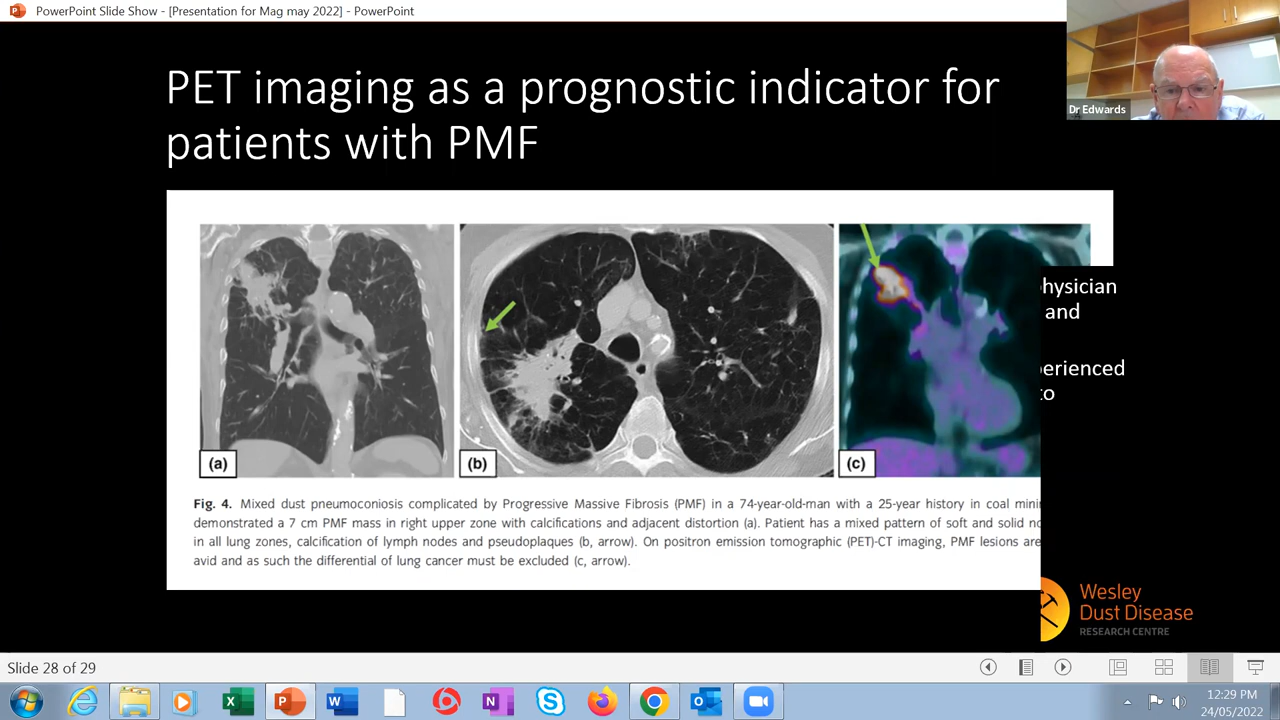 PowerPoint Slide Show - [Presentation for Mag may 2022] - PowerPoint
Dr Edwards
PET imaging as a prognostic indicator for
patients with PMF
hysician
and
perienced
to
(a)
(b)
(c)
Fig. 4. Mixed dust pneumoconiosis complicated by Progressive Massive Fibrosis (PMF) in a 74-year-old-man with a 25-year history in coal minin
demonstrated a 7 cm PMF mass in right upper zone with calcifications and adjacent distortion (a). Patient has a mixed pattern of soft and solid no
in all lung zones, calcification of lymph nodes and pseudoplaques (b, arrow). On positron emission tomographic (PET)-CT imaging, PMF lesions are
avid and as such the differential of lung cancer must be excluded (c, arrow).
Wesley
Dust Disease
RESEARCH CENTRE
Slide 28 of 29
12:29 PM
24/05/2022